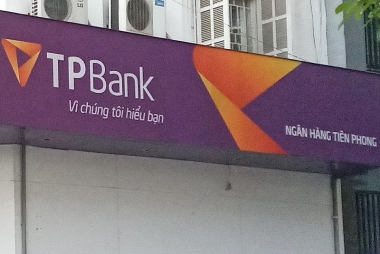 TPBank
Vì chúng tôi hiểu bạn
NGÂN HÀNG TIÊN PHONG